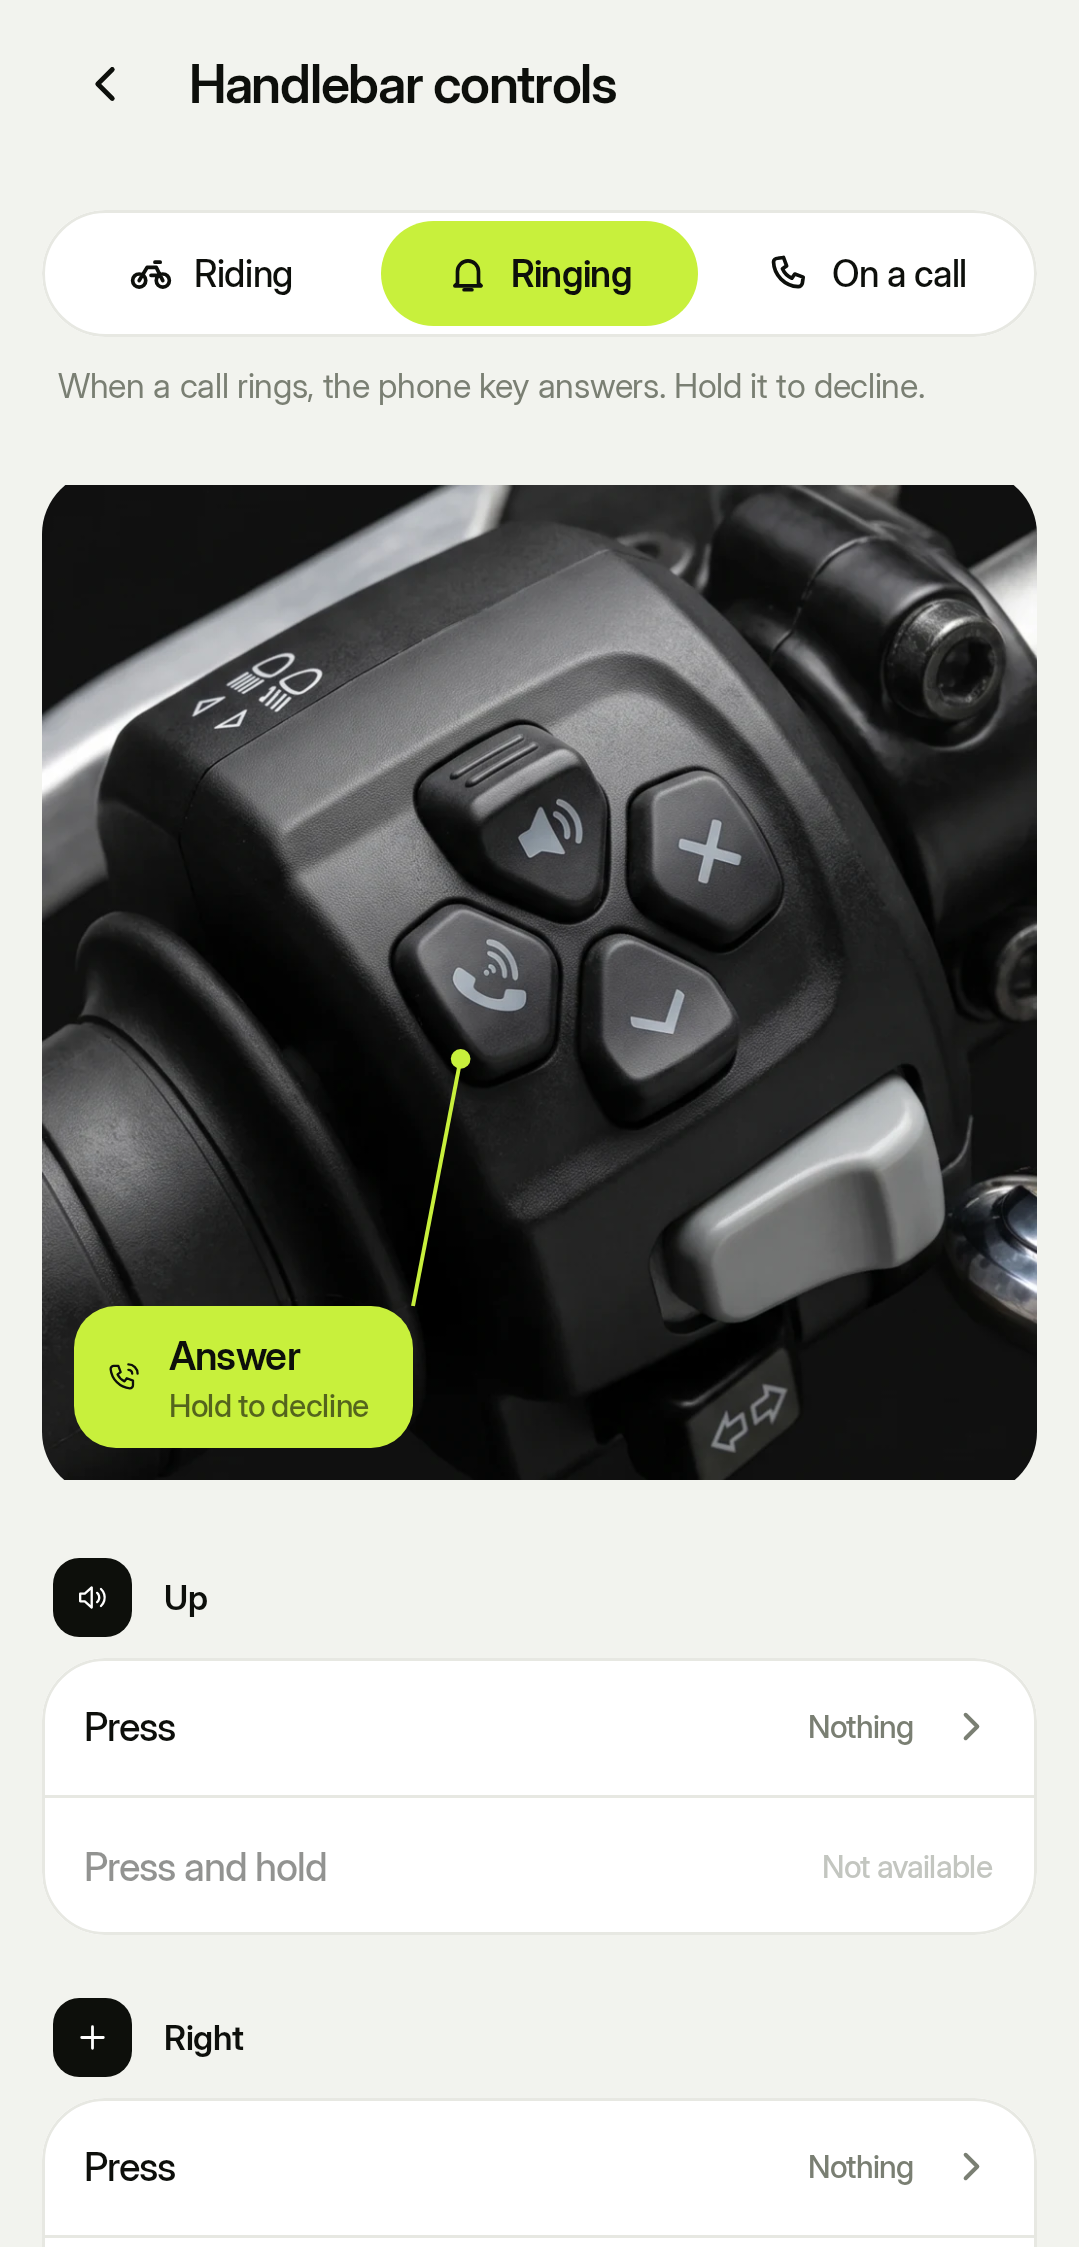 Handlebar controls
Riding
Ringing
On a call
When a call rings, the phone key answers. Hold it to decline.
Answer
Hold to decline
Up
Press
Nothing
Press and hold
Not available
Right
Press
Nothing